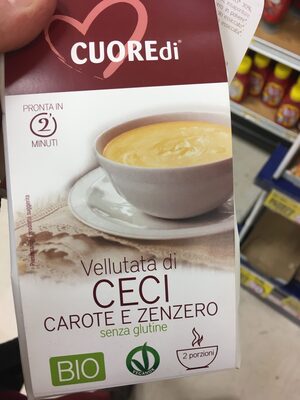 CUOREdi
PRONTA IN
2'
MINUTI
Vellutata di
CECI
CAROTE E ZENZERO
senza glutine
BIO
2 porzioni